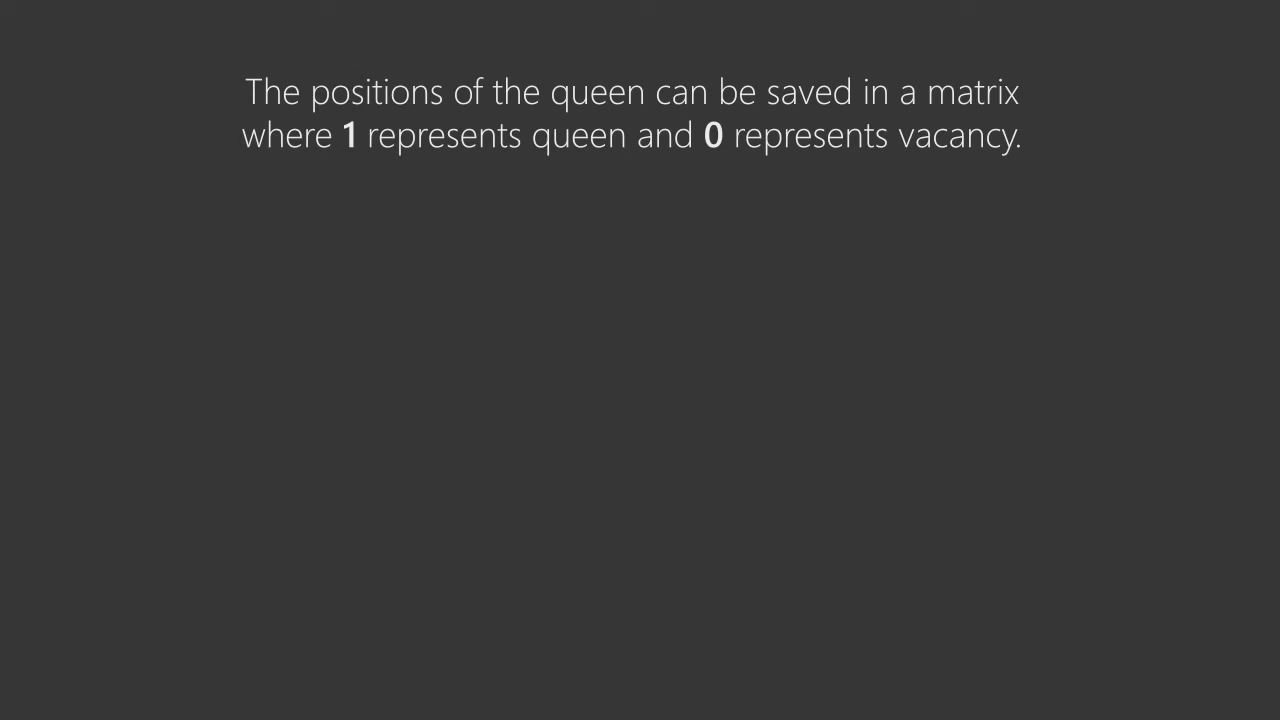 The positions of the queen can be saved in a matrix
where 1 represents queen and 0 represents vacancy.